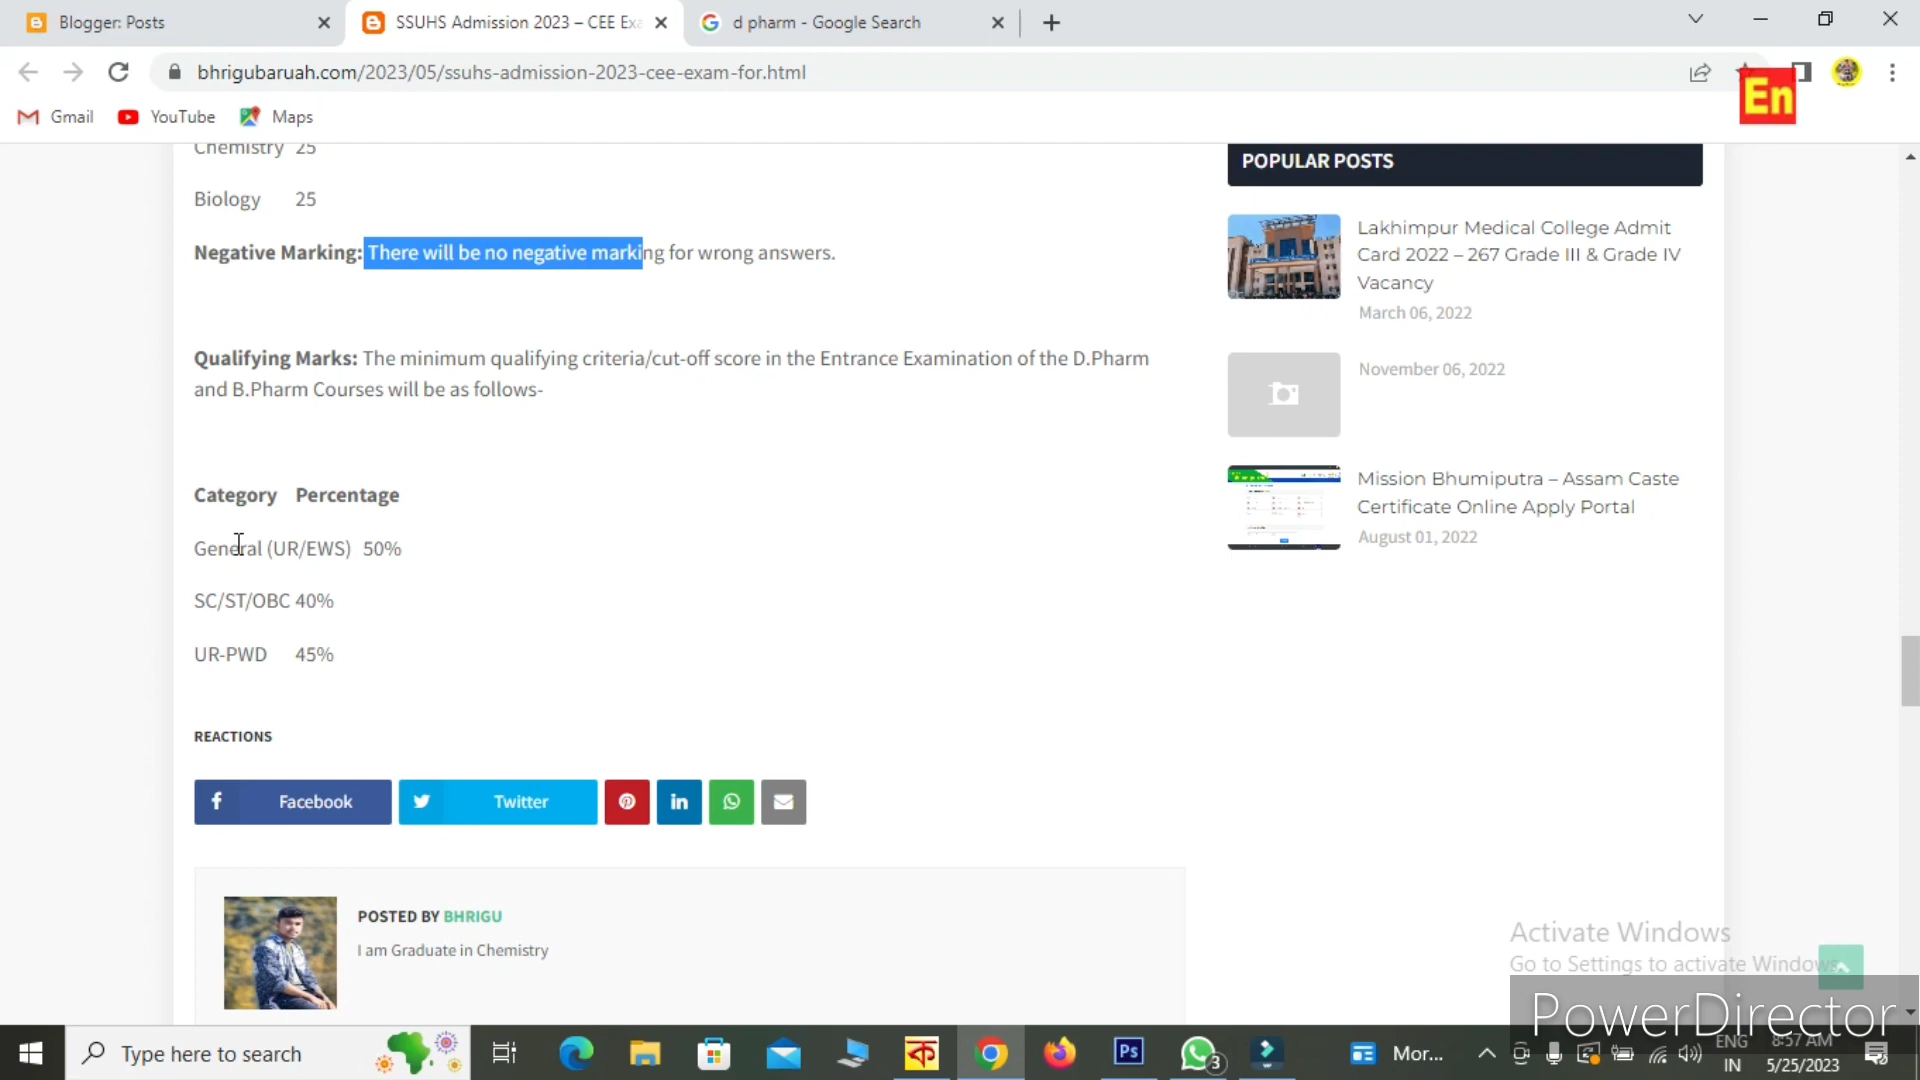 Blogger: Posts
SSUHS Admission 2023 – CEE Exa
d pharm - Google Search
bhrigubaruah.com/2023/05/ssuhs-admission-2023-cee-exam-for.html
En
Gmail
YouTube
Maps
Chemistry 25
Biology 25
Negative Marking: There will be no negative marking for wrong answers.
Qualifying Marks: The minimum qualifying criteria/cut-off score in the Entrance Examination of the D.Pharm
and B.Pharm Courses will be as follows-
Category Percentage
General (UR/EWS) 50%
SC/ST/OBC 40%
UR-PWD 45%
REACTIONS
Facebook
Twitter
POSTED BY BHRIGU
I am Graduate in Chemistry
POPULAR POSTS
Lakhimpur Medical College Admit
Card 2022 – 267 Grade III & Grade IV
Vacancy
March 06, 2022
November 06, 2022
Mission Bhumiputra – Assam Caste
Certificate Online Apply Portal
August 01, 2022
Activate Windows
Go to Settings to activate Windows.
PowerDirector
Type here to search
ক
Ps
3
Mor...
ENG
IN
8:57 AM
5/25/2023